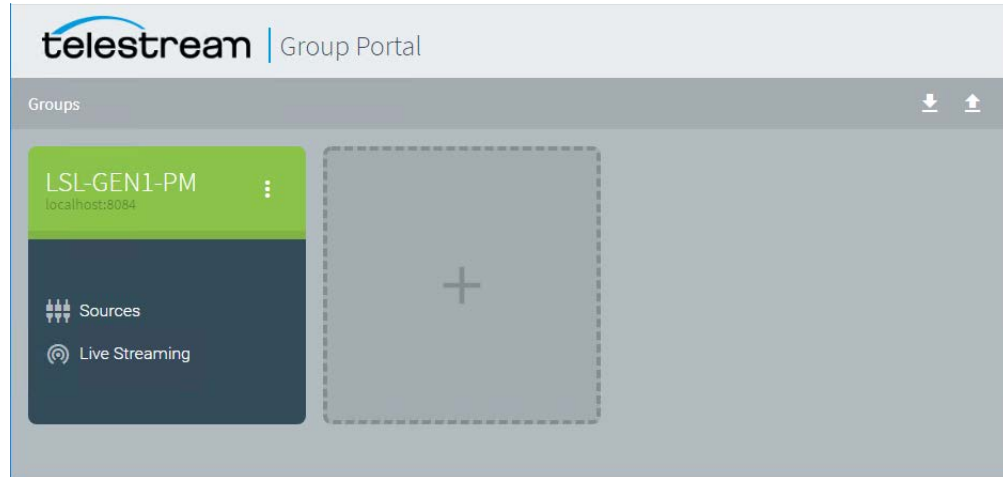 telestream | Group Portal
Groups
LSL-GEN1-PM
localhost:8084
Sources
Live Streaming